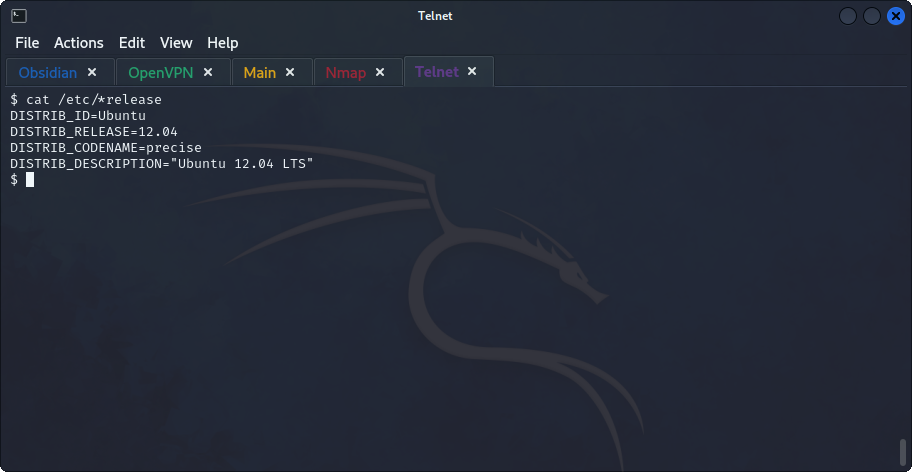 Telnet
File Actions Edit View Help
Obsidian × OpenVPN × Main × Nmap × Telnet ×
$ cat /etc/*release
DISTRIB_ID=Ubuntu
DISTRIB_RELEASE=12.04
DISTRIB_CODENAME=precise
DISTRIB_DESCRIPTION="Ubuntu 12.04 LTS"
$